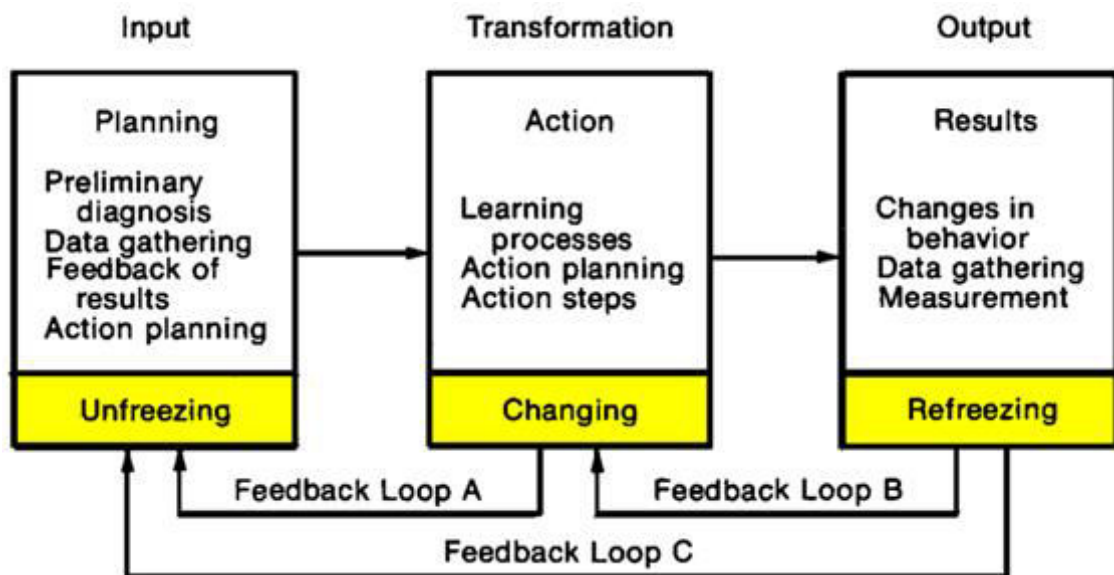 Input
Planning
Preliminary
diagnosis
Data gathering
Feedback of
results
Action planning
Unfreezing
Transformation
Action
Learning
processes
Action planning
Action steps
Changing
Output
Results
Changes in
behavior
Data gathering
Measurement
Refreezing
Feedback Loop A
Feedback Loop B
Feedback Loop C